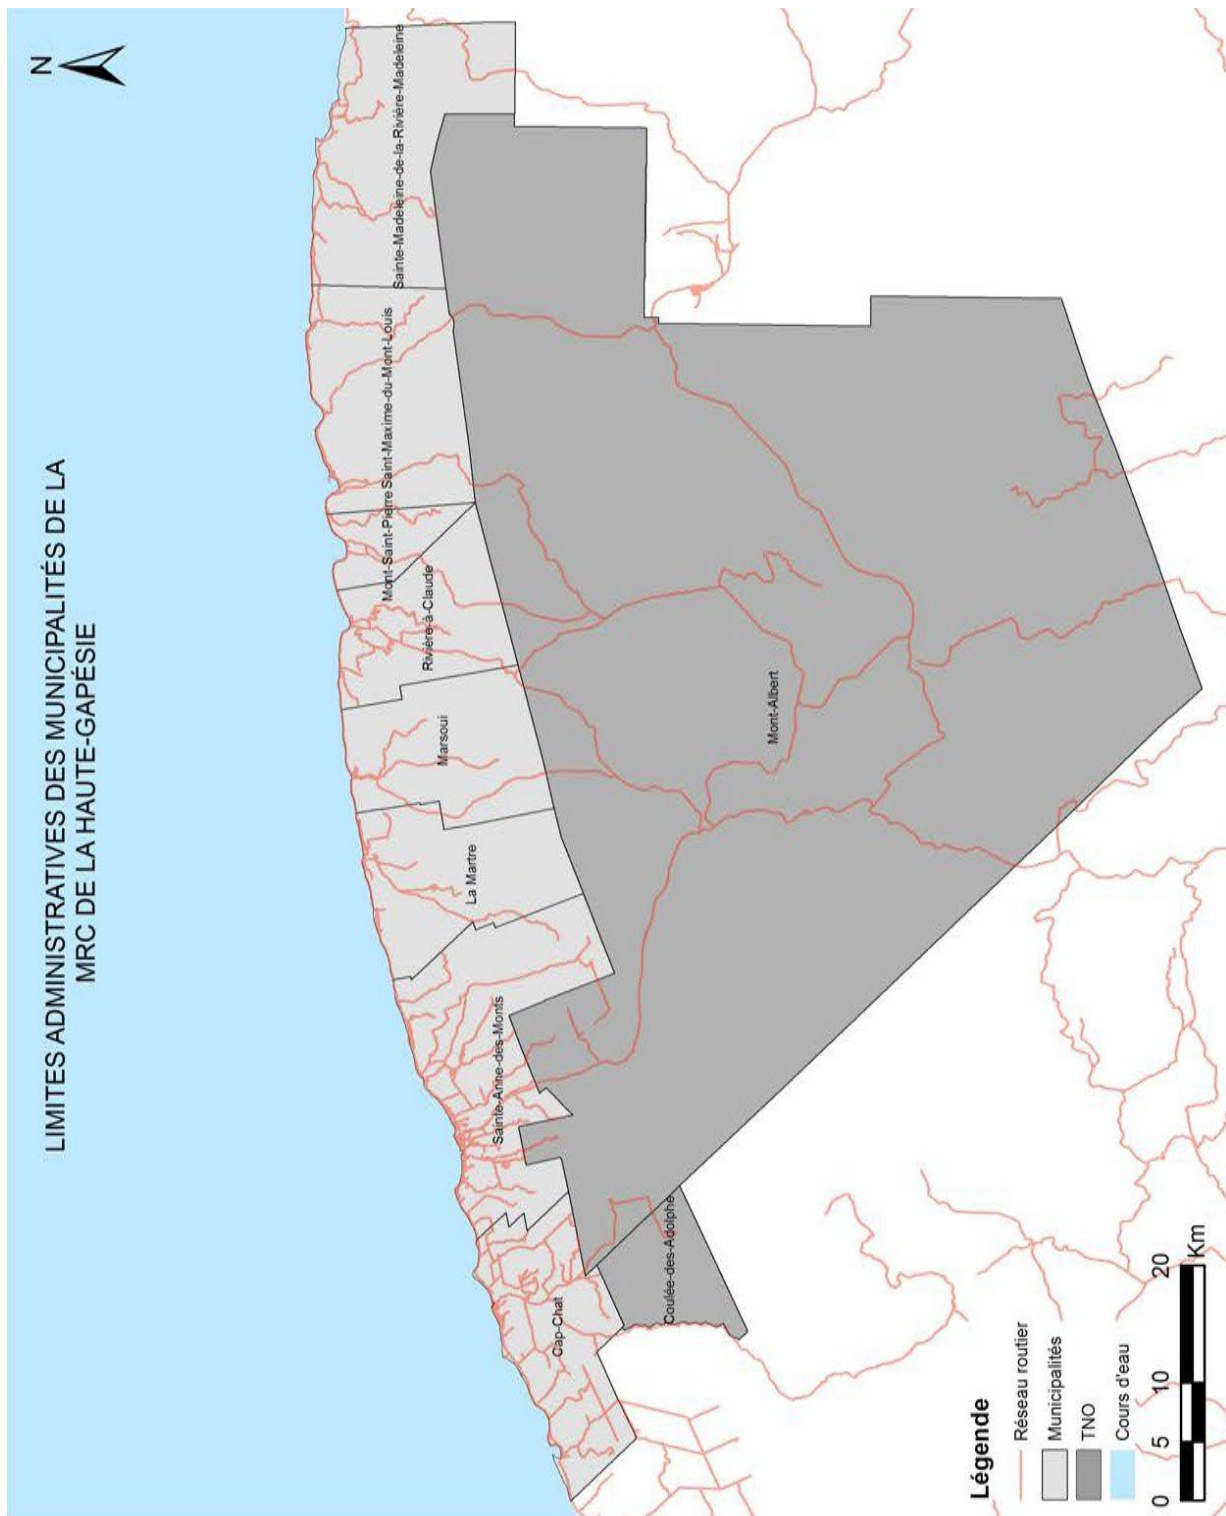 LIMITES ADMINISTRATIVES DES MUNICIPALITÉS DE LA
MRC DE LA HAUTE-GAPÉSIE
N
Cap-Chat
Sainte-Anne-des-Monts
La Martre
Marsoui
Rivière-à-Claude
Mont-Saint-Pierre
Saint-Maxime-du-Mont-Louis
Sainte-Madeleine-de-la-Rivière-Madeleine
Coulée-des-Adolphe
Mont-Albert
Légende
Réseau routier
Municipalités
TNO
Cours d'eau
0 5 10 20
Km